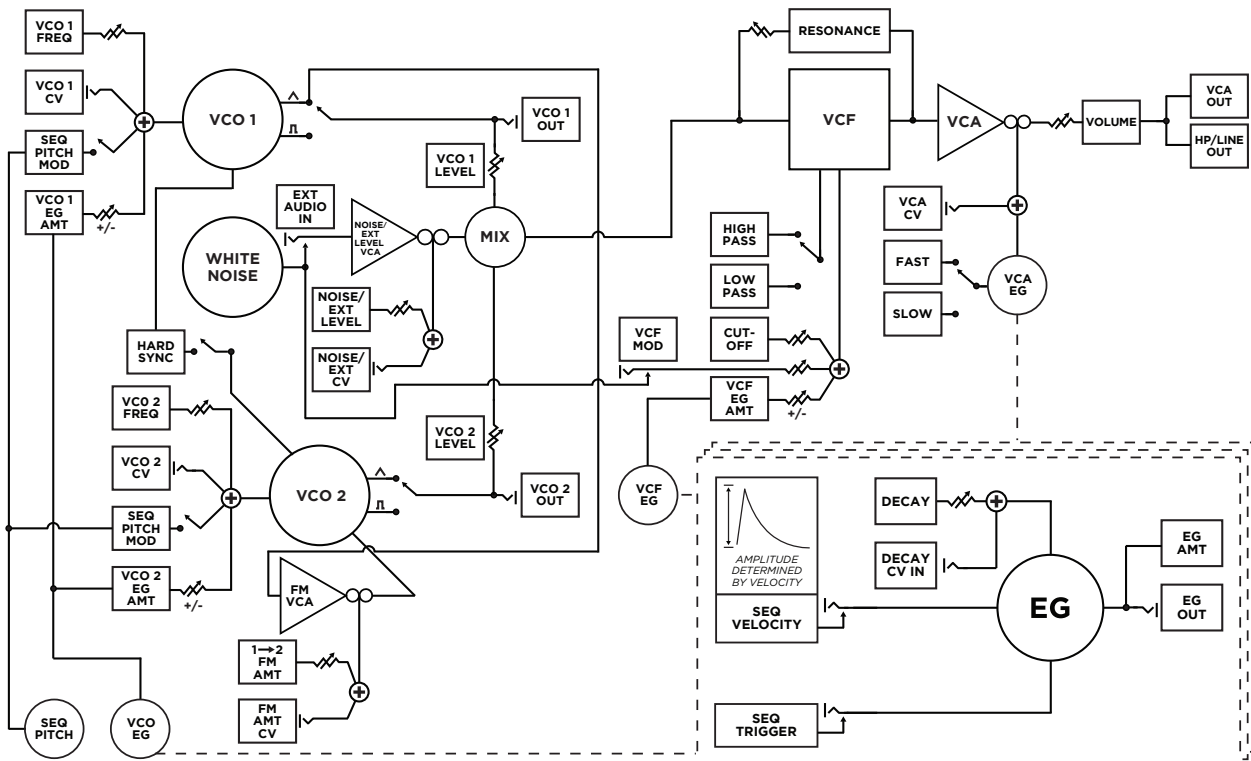 VCO 1
FREQ
VCO 1
CV
SEQ
PITCH
MOD
VCO 1
EG
AMT
+/-
VCO 1
VCO 1
OUT
VCO 1
LEVEL
EXT
AUDIO
IN
WHITE
NOISE
NOISE/
EXT
LEVEL
VCA
MIX
NOISE/
EXT
LEVEL
NOISE/
EXT
CV
HARD
SYNC
VC0 2
FREQ
VCO 2
CV
SEQ
PITCH
MOD
VCO 2
EG
AMT
+/-
VCO 2
VCO 2
LEVEL
VCO 2
OUT
FM
VCA
1→2
FM
AMT
FM
AMT
CV
SEQ
PITCH
VCO
EG
RESONANCE
VCF
VCA
VOLUME
VCA
OUT
HP/LINE
OUT
HIGH
PASS
LOW
PASS
VCF
MOD
CUT-
OFF
VCF
EG
AMT
+/-
VCF
EG
VCA
CV
FAST
SLOW
VCA
EG
AMPLITUDE
DETERMINED
BY VELOCITY
SEQ
VELOCITY
SEQ
TRIGGER
DECAY
DECAY
CV IN
EG
EG
AMT
EG
OUT